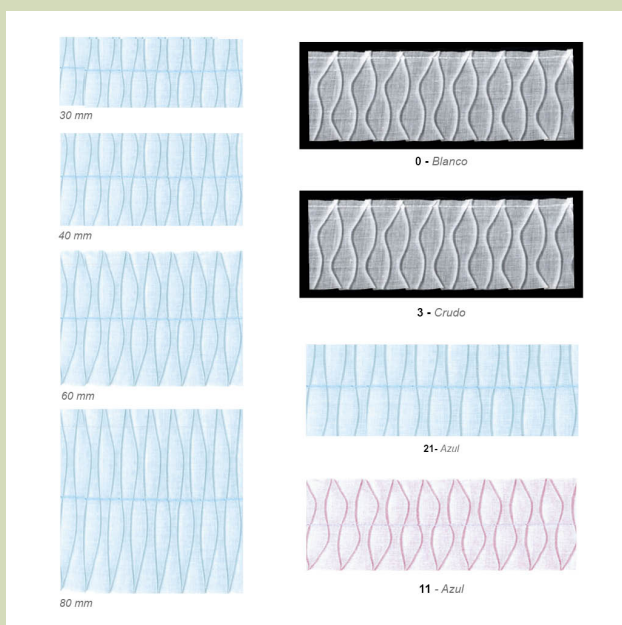 30 mm
40 mm
60 mm
80 mm
0 - Blanco
3 - Crudo
21- Azul
11 - Azul